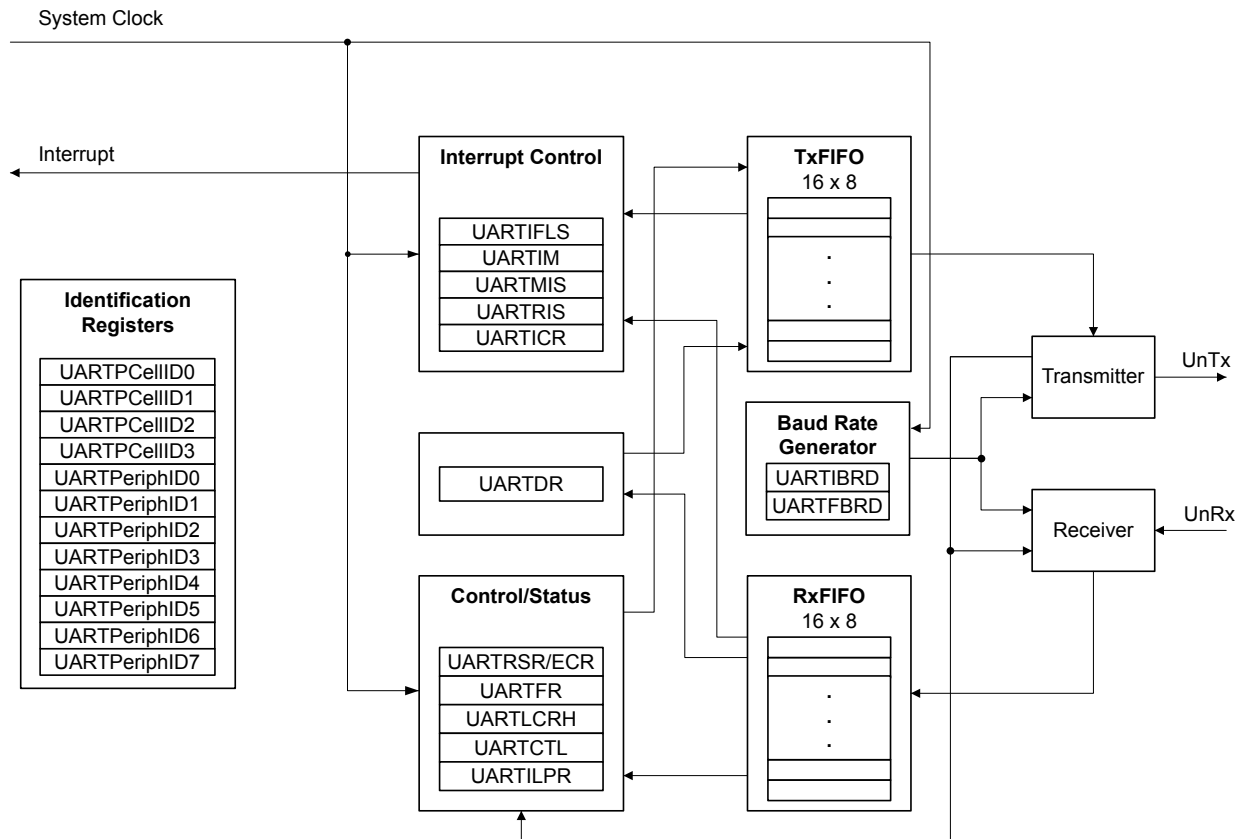 System Clock
Interrupt
Identification
Registers
UARTPCellID0
UARTPCellID1
UARTPCellID2
UARTPCellID3
UARTPeriphID0
UARTPeriphID1
UARTPeriphID2
UARTPeriphID3
UARTPeriphID4
UARTPeriphID5
UARTPeriphID6
UARTPeriphID7
Interrupt Control
UARTIFLS
UARTIM
UARTMIS
UARTRIS
UARTICR
UARTDR
Control/Status
UARTRSR/ECR
UARTFR
UARTLCRH
UARTCTL
UARTILPR
TxFIFO
16 x 8
.
.
.
Baud Rate
Generator
UARTIBRD
UARTFBRD
RxFIFO
16 x 8
.
.
.
Transmitter
UnTx
Receiver
UnRx